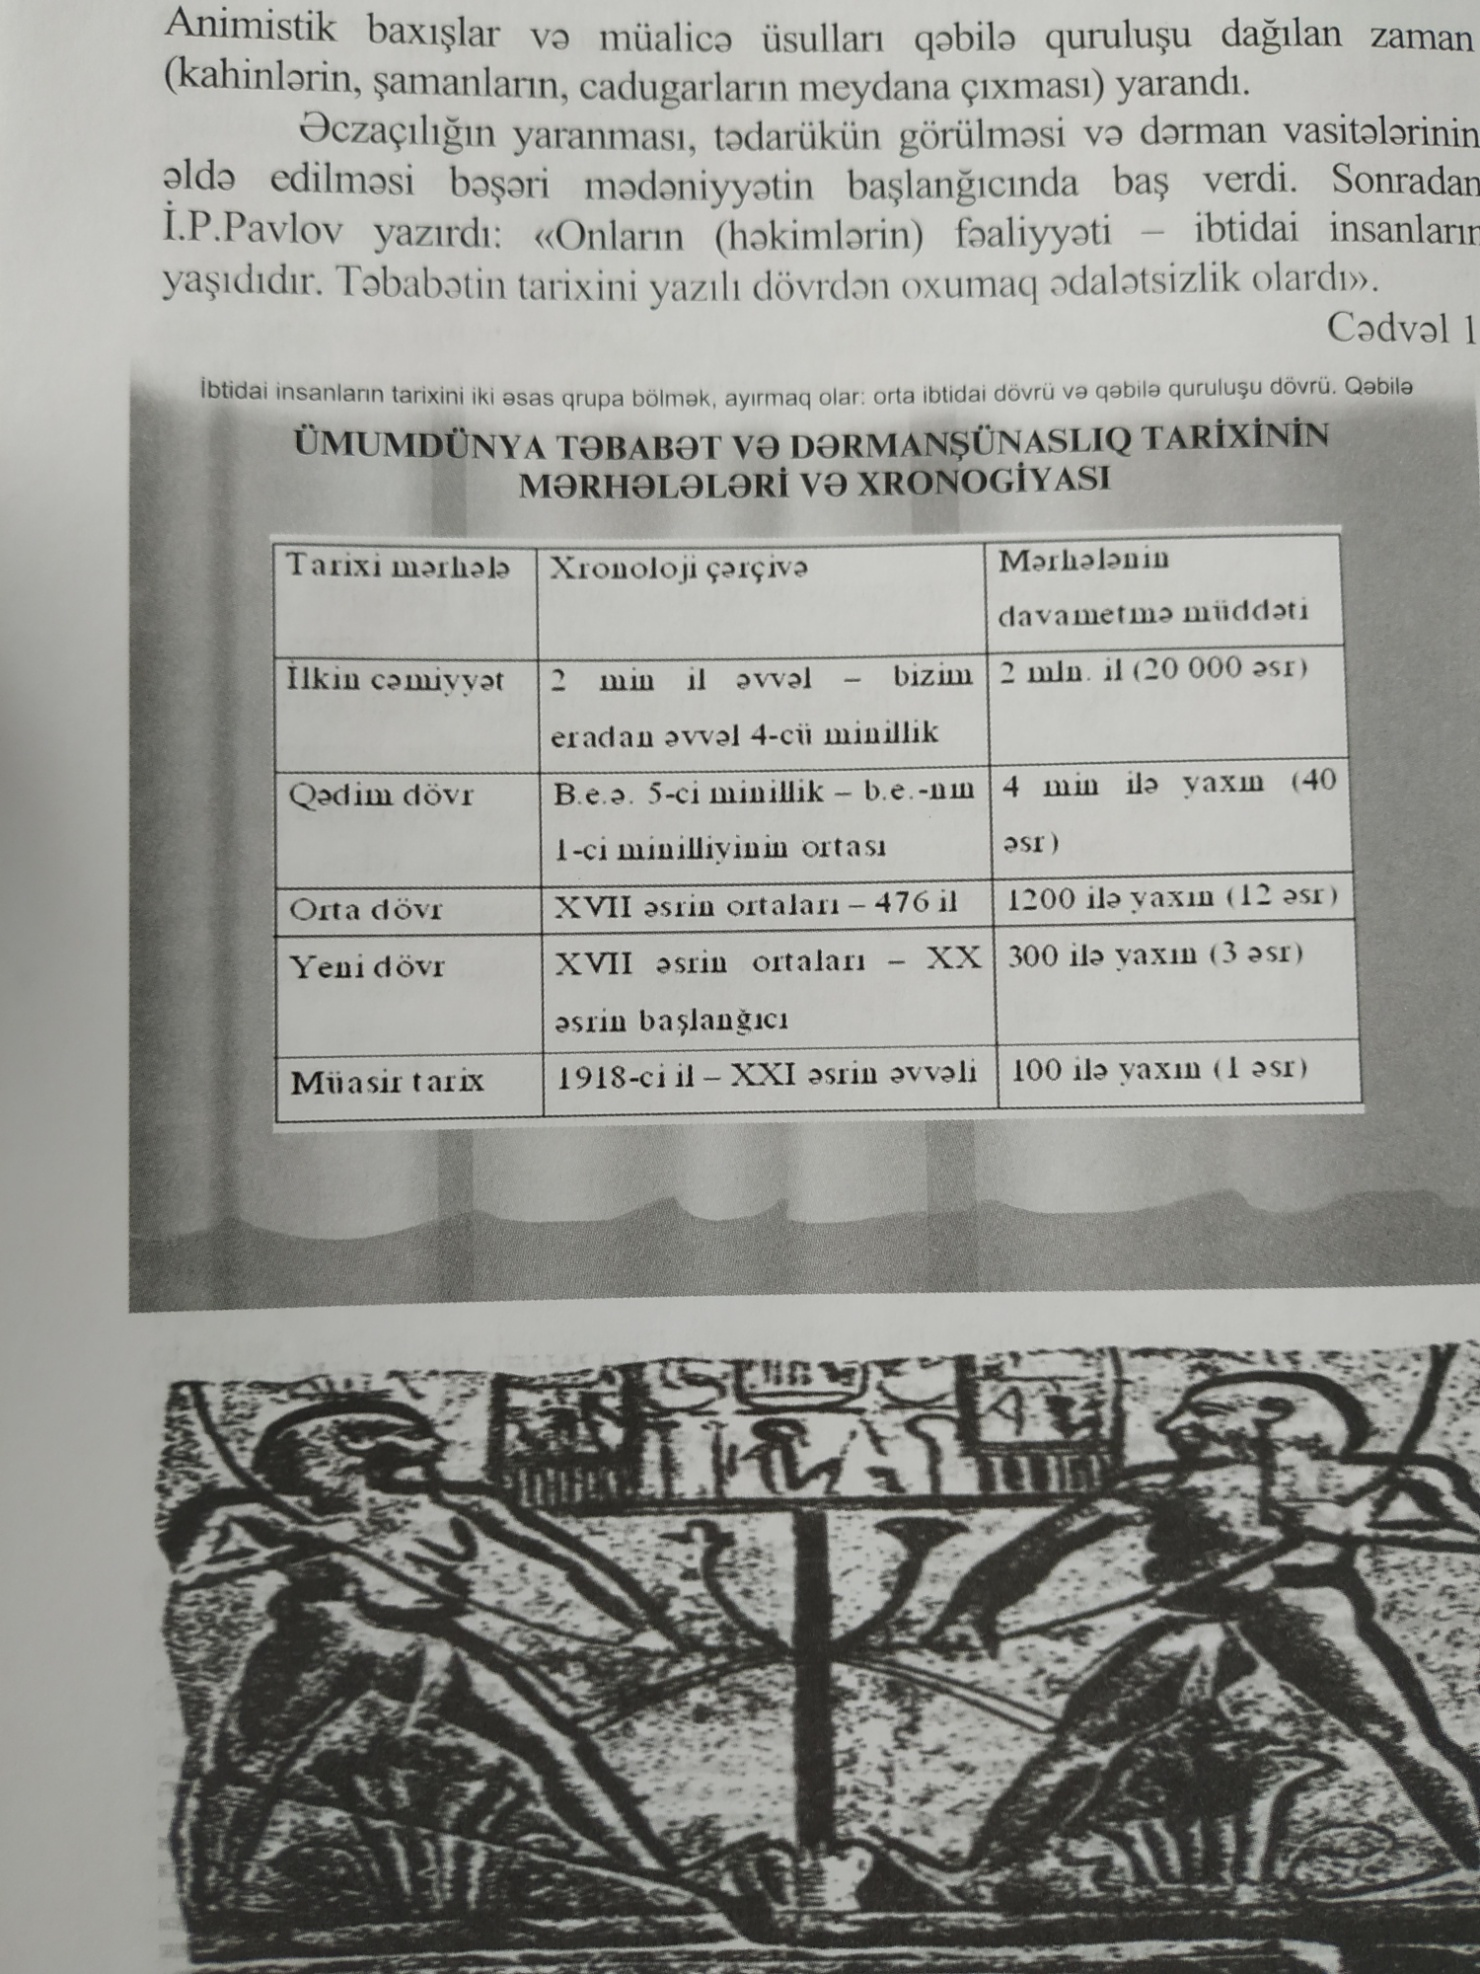 Animistik baxışlar və müalicə üsulları qəbilə quruluşu dağılan zaman
(kahinlərin, şamanların, cadugarların meydana çıxması) yarandı.
Əczaçılığın yaranması, tədarükün görülməsi və dərman vasitələrinin
əldə edilməsi bəşəri mədəniyyətin başlanğıcında baş verdi. Sonradan
İ.P.Pavlov yazırdı: «Onların (həkimlərin) fəaliyyəti – ibtidai insanların
yaşıdıdır. Təbabətin tarixini yazılı dövrdən oxumaq ədalətsizlik olardı».
Cədvəl 1
İbtidai insanların tarixini iki əsas qrupa bölmək, ayırmaq olar: orta ibtidai dövrü və qəbilə quruluşu dövrü. Qəbilə
ÜMUMDÜNYA TƏBABƏT VƏ DƏRMANŞÜNASLIQ TARİXİNİN
MƏRHƏLƏLƏRİ VƏ XRONOGİYASI
Tarixi mərhələ
Xronoloji çərçivə
Mərhələnin
davametmə müddəti
İlkin cəmiyyət
2 min il əvvəl – bizim
eradan əvvəl 4-cü minillik
2 mln. il (20 000 əsr)
Qədim dövr
B.e.ə. 5-ci minillik – b.e.-nın
1-ci minilliyinin ortası
4 min ilə yaxın (40
əsr)
Orta dövr
XVII əsrin ortaları – 476 il
1200 ilə yaxın (12 əsr)
Yeni dövr
XVII əsrin ortaları – XX
əsrin başlanğıcı
300 ilə yaxın (3 əsr)
Müasir tarix
1918-ci il – XXI əsrin əvvəli
100 ilə yaxın (1 əsr)